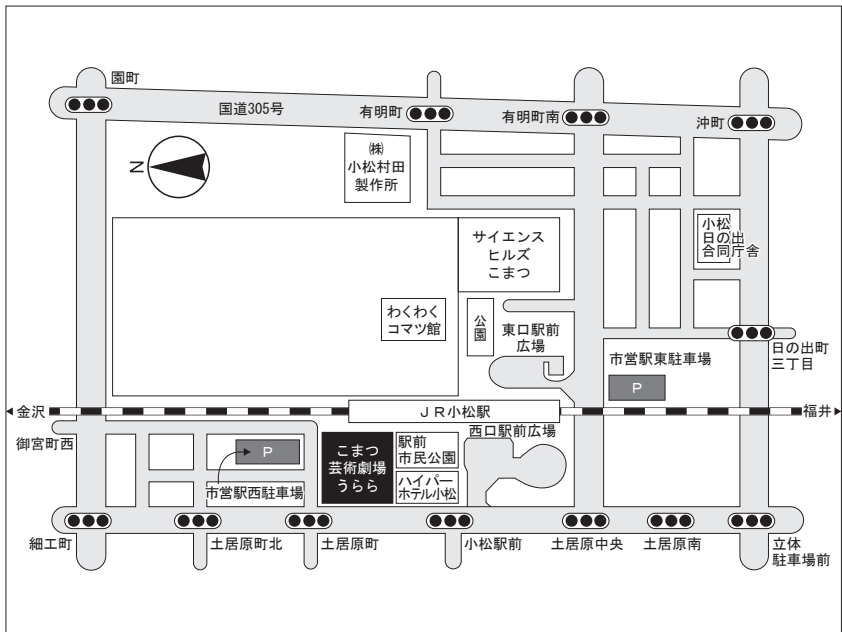 園町
国道305号
有明町
有明町南
沖町
N
㈱
小松村田
製作所
サイエンス
ヒルズ
こまつ
小松
日の出
合同庁舎
わくわく
コマツ館
公園
東口駅前
広場
日の出町
三丁目
市営駅東駐車場
P
金沢
JR小松駅
福井
御宮町西
西口駅前広場
P
こまつ
芸術劇場
うらら
駅前
市民公園
ハイパー
ホテル小松
市営駅西駐車場
細工町
土居原町北
土居原町
小松駅前
土居原中央
土居原南
立体
駐車場前